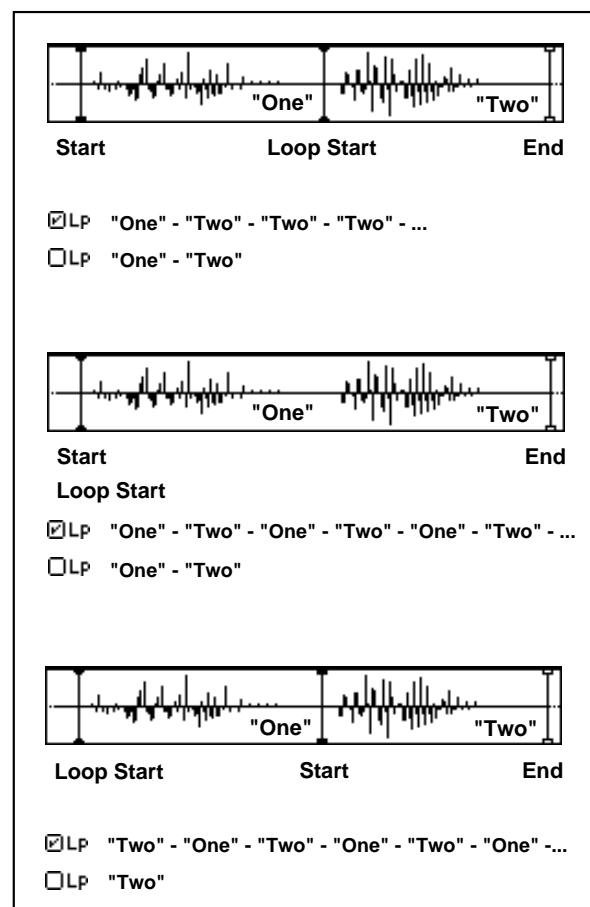 "One" "Two"
Start Loop Start End
☑Lp "One" - "Two" - "Two" - "Two" - ...
☐Lp "One" - "Two"
"One" "Two"
Start End
Loop Start
☑Lp "One" - "Two" - "One" - "Two" - "One" - "Two" - ...
☐Lp "One" - "Two"
"One" "Two"
Loop Start Start End
☑Lp "Two" - "One" - "Two" - "One" - "Two" - "One" -...
☐Lp "Two"